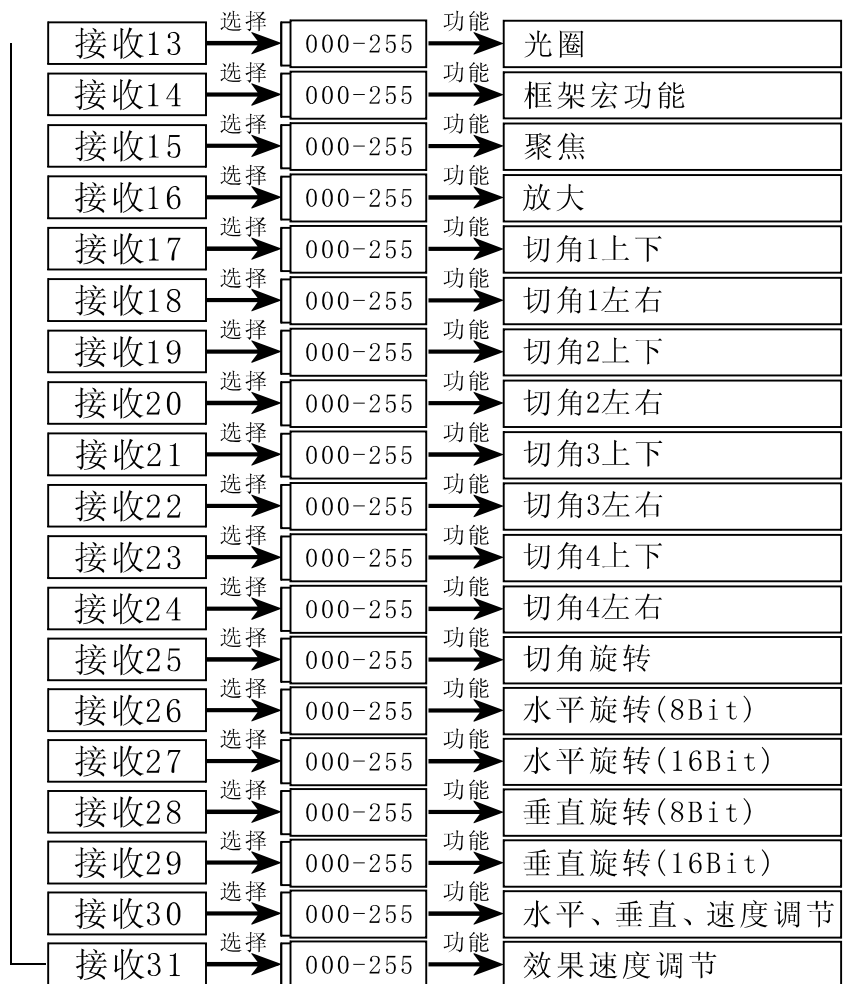 接收13 选择 000-255 功能 光圈
接收14 选择 000-255 功能 框架宏功能
接收15 选择 000-255 功能 聚焦
接收16 选择 000-255 功能 放大
接收17 选择 000-255 功能 切角1上下
接收18 选择 000-255 功能 切角1左右
接收19 选择 000-255 功能 切角2上下
接收20 选择 000-255 功能 切角2左右
接收21 选择 000-255 功能 切角3上下
接收22 选择 000-255 功能 切角3左右
接收23 选择 000-255 功能 切角4上下
接收24 选择 000-255 功能 切角4左右
接收25 选择 000-255 功能 切角旋转
接收26 选择 000-255 功能 水平旋转(8Bit)
接收27 选择 000-255 功能 水平旋转(16Bit)
接收28 选择 000-255 功能 垂直旋转(8Bit)
接收29 选择 000-255 功能 垂直旋转(16Bit)
接收30 选择 000-255 功能 水平、垂直、速度调节
接收31 选择 000-255 功能 效果速度调节